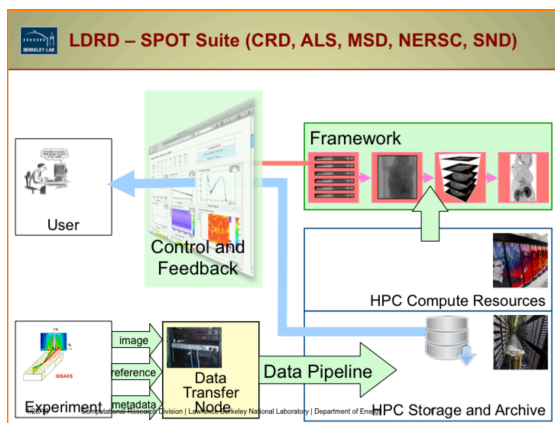 BERKELEY LAB
LDRD – SPOT Suite (CRD, ALS, MSD, NERSC, SND)
Framework
User
Control and
Feedback
HPC Compute Resources
image
reference
metadata
GISAXS
Experiment
Data
Transfer
Node
Data Pipeline
HPC Storage and Archive
Computational Research Division | Lawrence Berkeley National Laboratory | Department of Energy